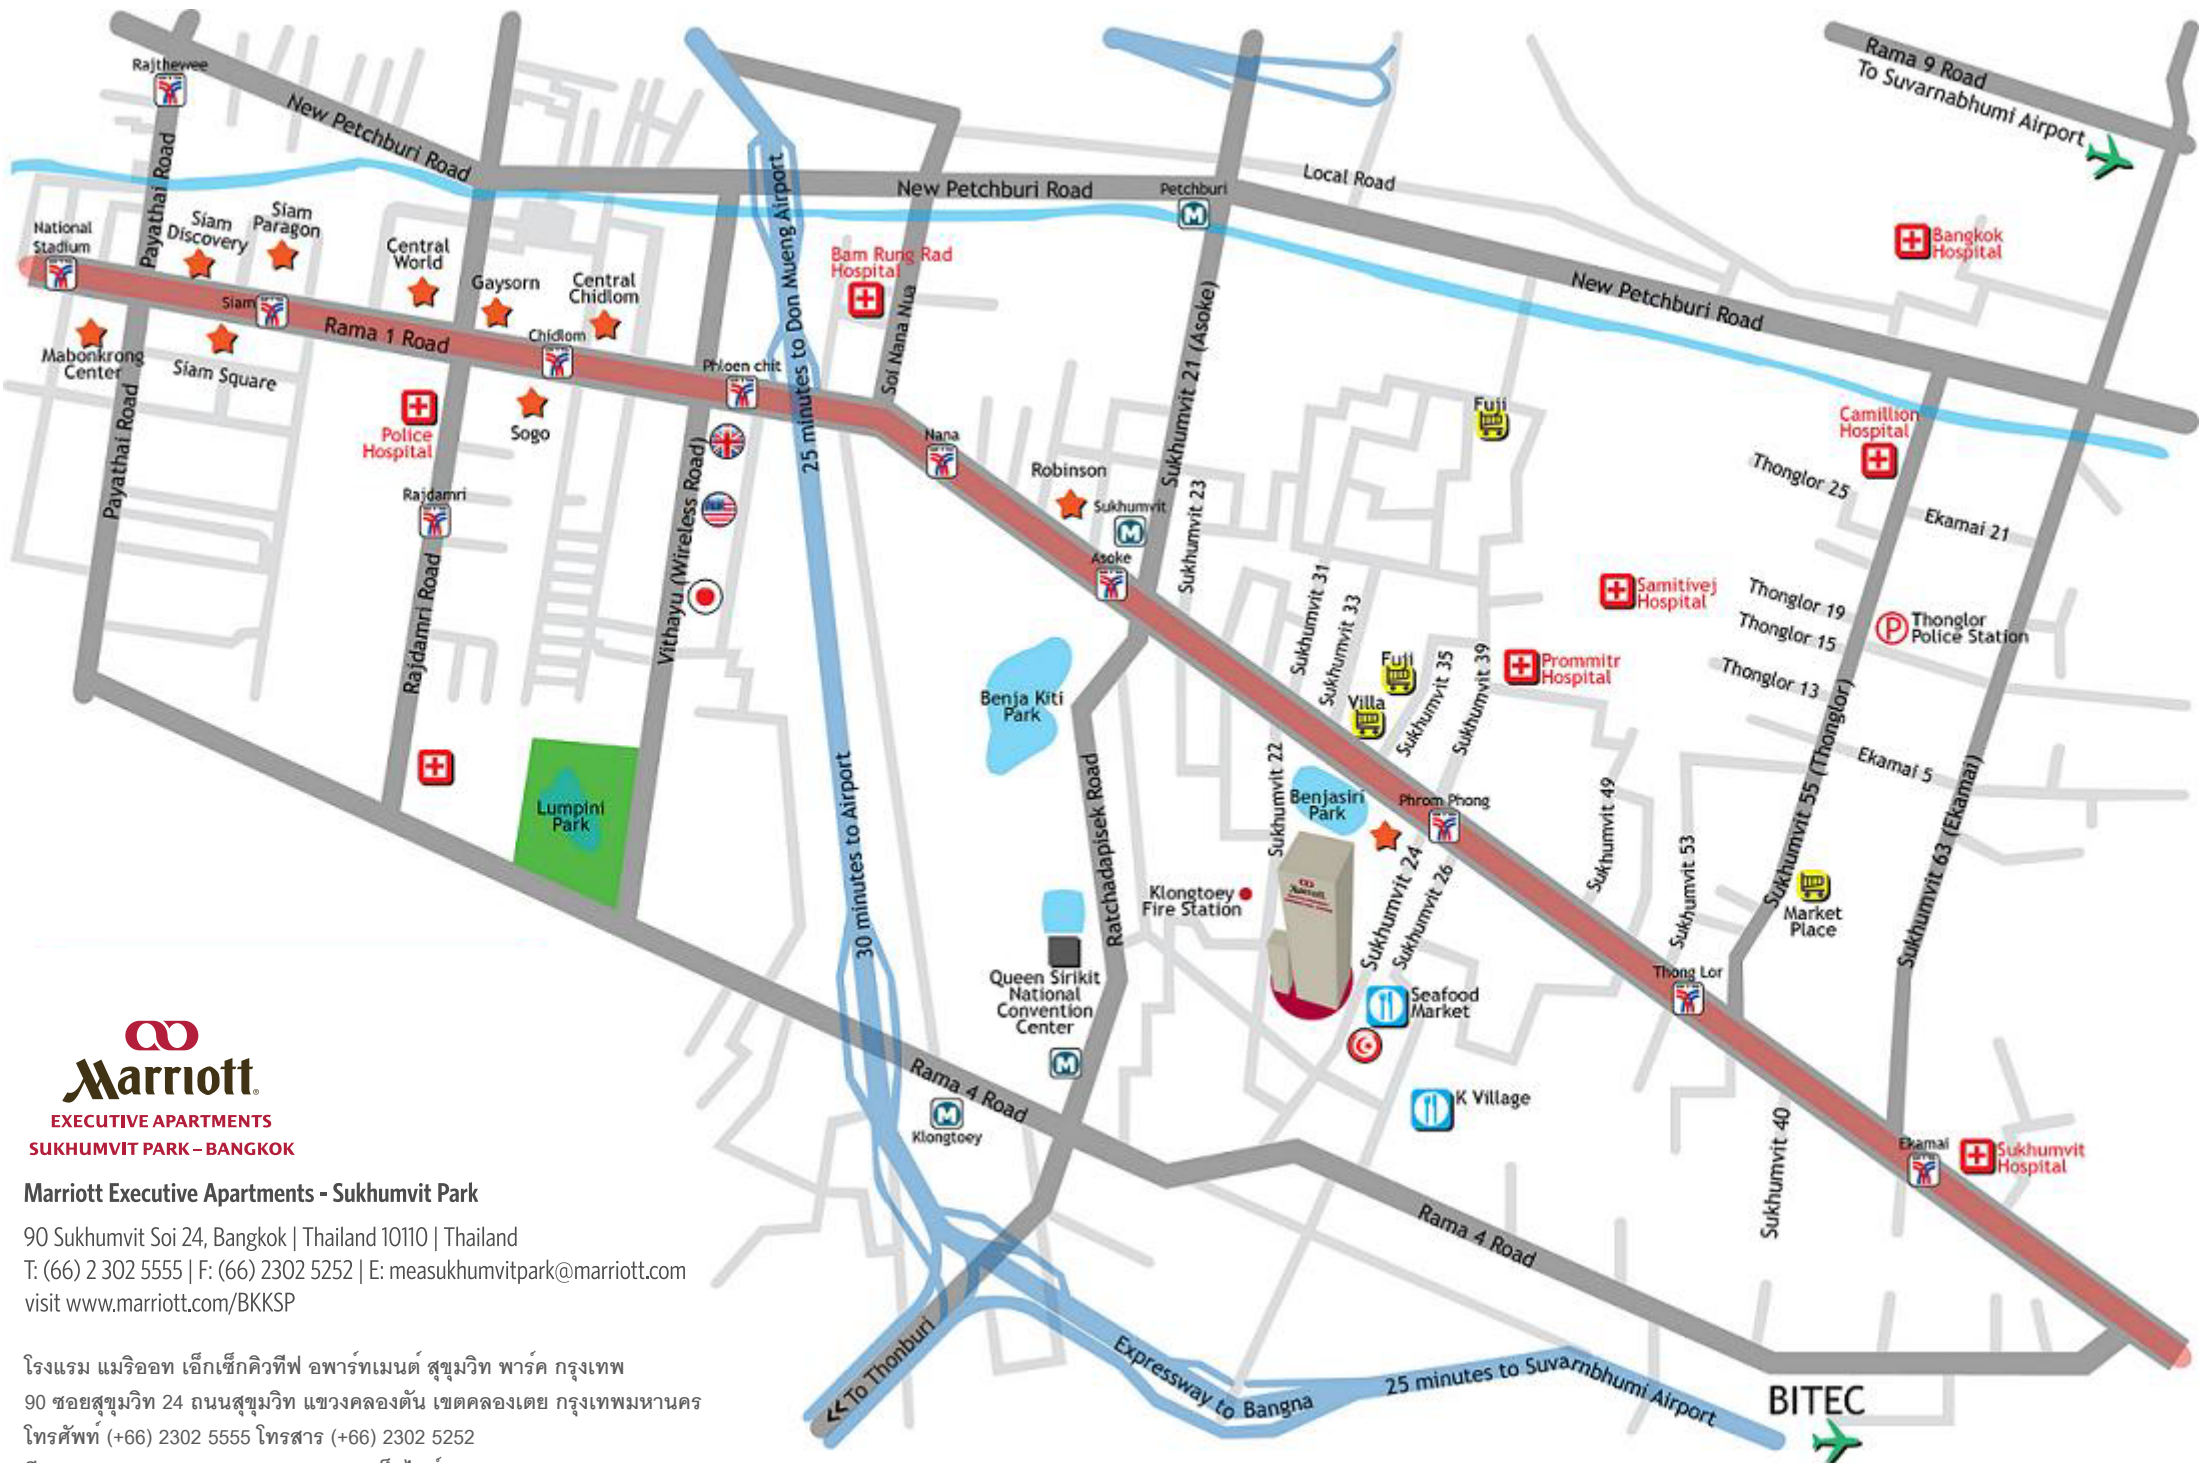 Rajthewee
New Petchburi Road
Payathai Road
National
Stadium
Siam
Discovery
Siam
Paragon
Central
World
Gaysorn
Central
Chidlom
Siam
Rama 1 Road
Chidlom
Phloen chit
Mabonkrong
Center
Siam Square
Payathai Road
Police
Hospital
Sogo
Rajdamri
Rajdamri Road
Vithayu (Wireless Road)
Lumpini
Park
25 minutes to Don Mueng Airport
30 minutes to Airport
New Petchburi Road
Petchburi
Local Road
Rama 9 Road
To Suvarnabhumi Airport
Bam Rung Rad
Hospital
Soi Nana Nua
Bangkok
Hospital
New Petchburi Road
Sukhumvit 21 (Asoke)
Nana
Robinson
Sukhumvit
Asoke
Sukhumvit 23
Fuji
Camillion
Hospital
Thonglor 25
Ekamai 21
Samitivej
Hospital
Thonglor 19
Thonglor 15
Thonglor 13
Thonglor
Police Station
Prommitr
Hospital
Sukhumvit 31
Sukhumvit 33
Fuji
Villa
Sukhumvit 35
Sukhumvit 39
Benja Kiti
Park
Sukhumvit 22
Benjasiri
Park
Phrom Phong
Sukhumvit 49
Sukhumvit 53
Sukhumvit 55 (Thonglor)
Ekamai 5
Sukhumvit 63 (Ekamai)
Market
Place
Ratchadapisek Road
Klongtoey
Fire Station
Marriott
Sukhumvit 24
Sukhumvit 26
Queen Sirikit
National
Convention
Center
Seafood
Market
Thong Lor
K Village
Rama 4 Road
Klongtoey
Sukhumvit 40
Ekamai
Sukhumvit
Hospital
Rama 4 Road
<< To Thonburi
Expressway to Bangna
25 minutes to Suvarnbhumi Airport
BITEC
Marriott®
EXECUTIVE APARTMENTS
SUKHUMVIT PARK – BANGKOK
Marriott Executive Apartments - Sukhumvit Park
90 Sukhumvit Soi 24, Bangkok | Thailand 10110 | Thailand
T: (66) 2 302 5555 | F: (66) 2302 5252 | E: measukhumvitpark@marriott.com
visit www.marriott.com/BKKSP
โรงแรม แมริออท เอ็กเซ็กคิวทีฟ อพาร์ทเมนต์ สุขุมวิท พาร์ค กรุงเทพ
90 ซอยสุขุมวิท 24 ถนนสุขุมวิท แขวงคลองตัน เขตคลองเตย กรุงเทพมหานคร
โทรศัพท์ (+66) 2302 5555 โทรสาร (+66) 2302 5252